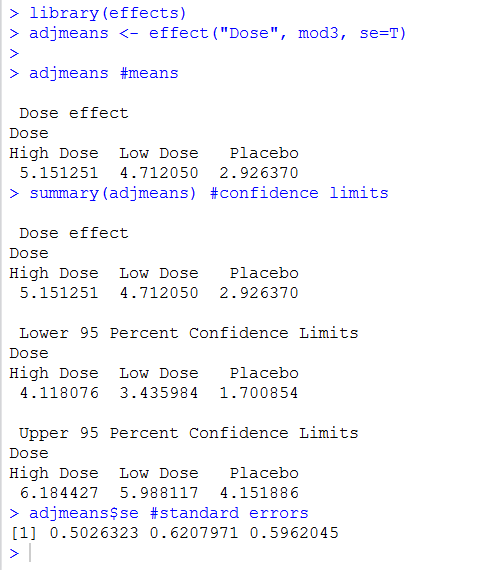 > library(effects)
> adjmeans <- effect("Dose", mod3, se=T)
>
> adjmeans #means
Dose effect
Dose
High Dose  Low Dose   Placebo
5.151251  4.712050  2.926370
> summary(adjmeans) #confidence limits
Dose effect
Dose
High Dose  Low Dose   Placebo
5.151251  4.712050  2.926370
Lower 95 Percent Confidence Limits
Dose
High Dose  Low Dose   Placebo
4.118076  3.435984  1.700854
Upper 95 Percent Confidence Limits
Dose
High Dose  Low Dose   Placebo
6.184427  5.988117  4.151886
> adjmeans$se #standard errors
[1] 0.5026323 0.6207971 0.5962045
>